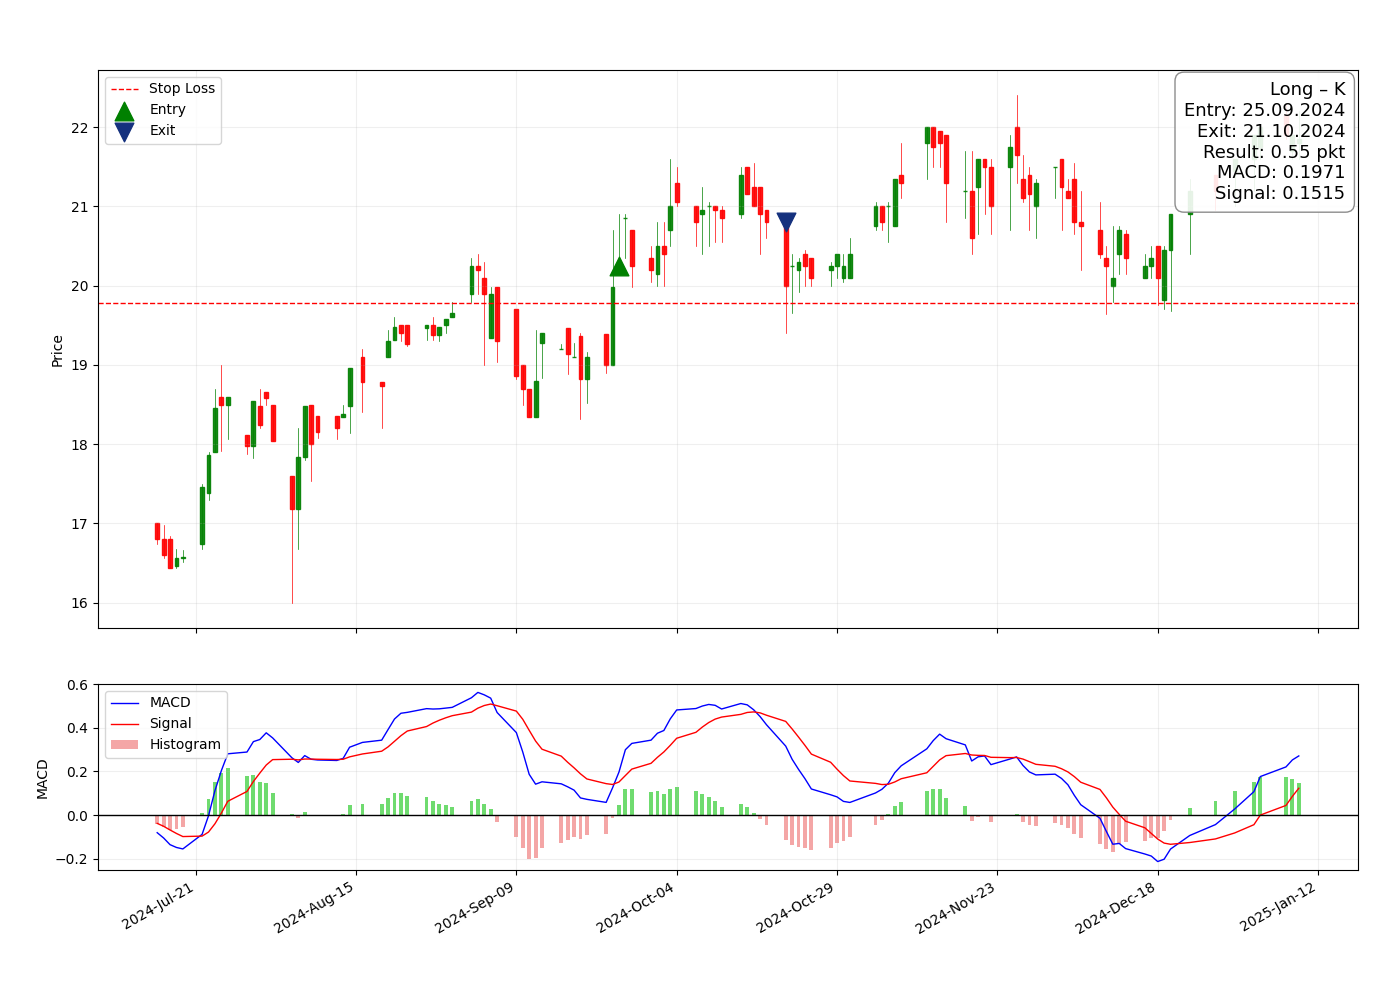 Stop Loss
Entry
Exit
Long – K
Entry: 25.09.2024
Exit: 21.10.2024
Result: 0.55 pkt
MACD: 0.1971
Signal: 0.1515
22
21
20
19
18
17
16
Price
MACD
Signal
Histogram
0.6
0.4
0.2
0.0
−0.2
MACD
2024-Jul-21
2024-Aug-15
2024-Sep-09
2024-Oct-04
2024-Oct-29
2024-Nov-23
2024-Dec-18
2025-Jan-12